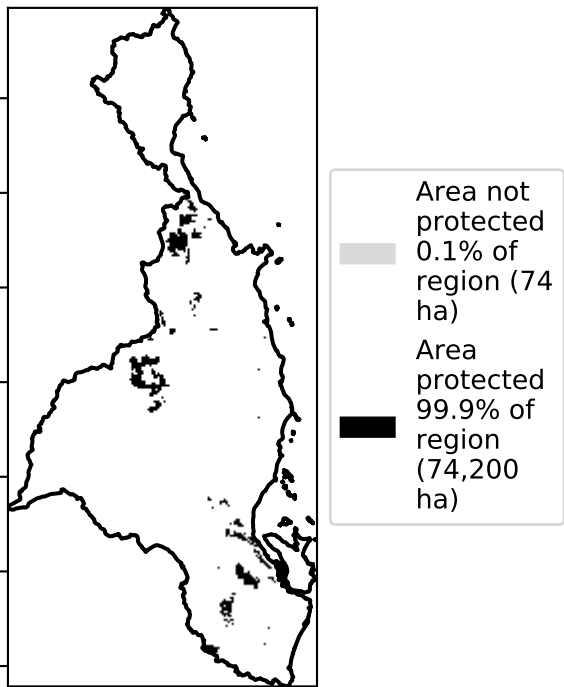 Area not
protected
0.1% of
region (74
ha)
Area
protected
99.9% of
region
(74,200
ha)